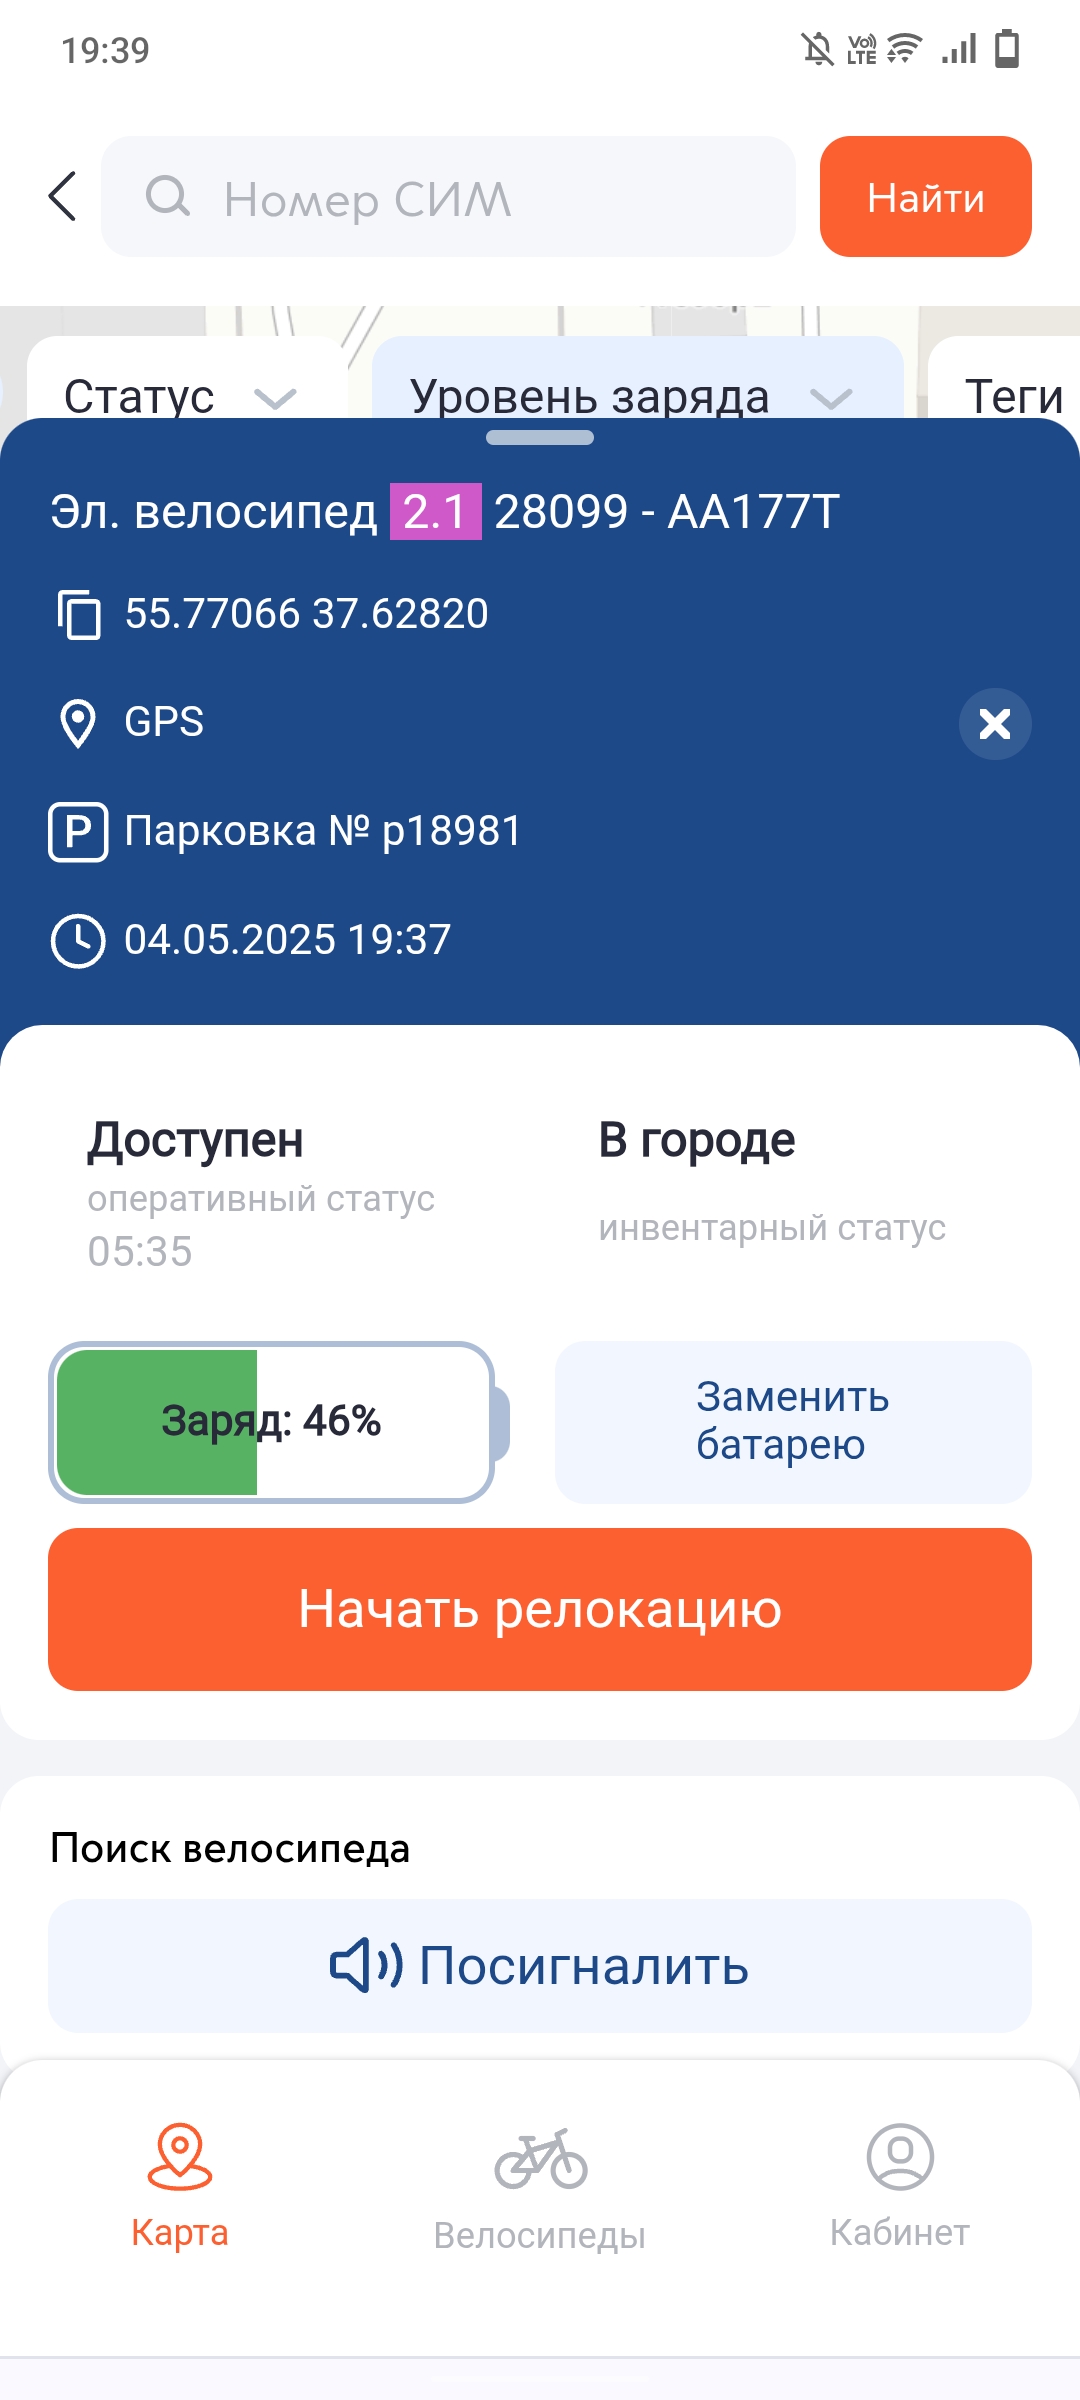 19:39
Vo) LTE
Номер СИМ
Найти
Статус
Уровень заряда
Теги
Эл. велосипед 2.1 28099 - AA177T
55.77066 37.62820
GPS
P Парковка № p18981
04.05.2025 19:37
Доступен
оперативный статус
05:35
В городе
инвентарный статус
Заряд: 46%
Заменить
батарею
Начать релокацию
Поиск велосипеда
Посигналить
Карта
Велосипеды
Кабинет